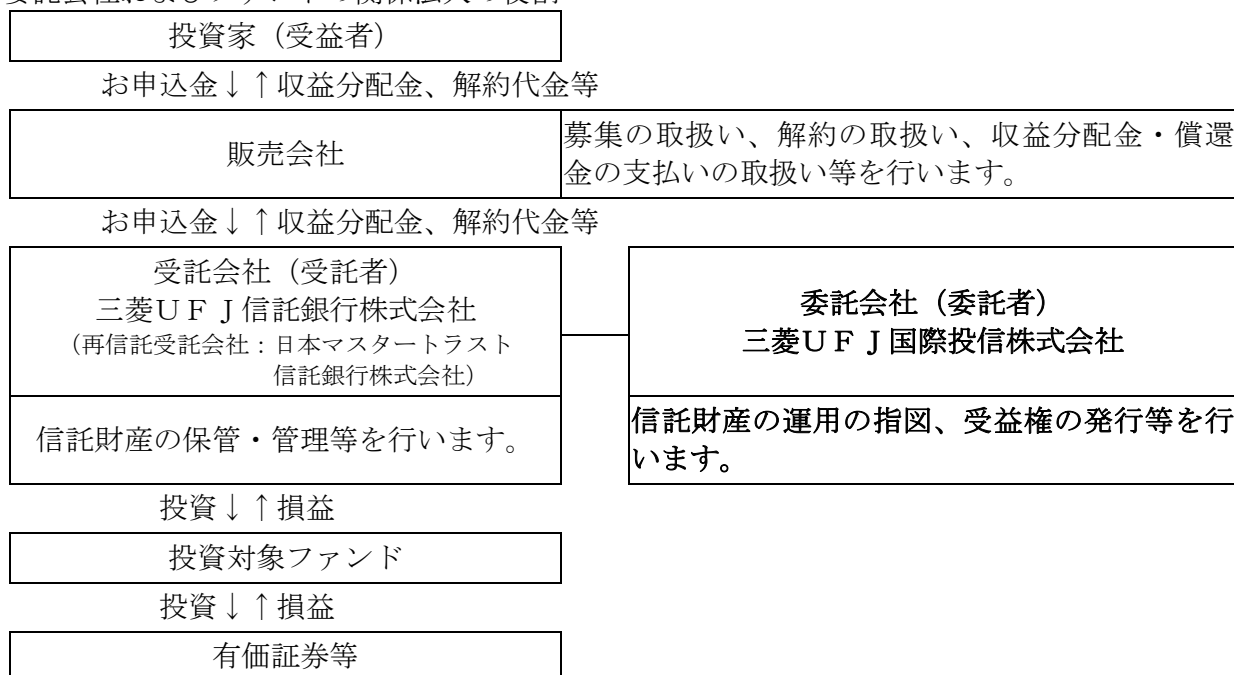 委託会社およびファンドの関係法人の役割
投資家（受益者）
お申込金↓↑収益分配金、解約代金等
販売会社
募集の取扱い、解約の取扱い、収益分配金・償還
金の支払いの取扱い等を行います。
お申込金↓↑収益分配金、解約代金等
受託会社（受託者）
三菱ＵＦＪ信託銀行株式会社
（再信託受託会社：日本マスタートラスト
信託銀行株式会社）
委託会社（委託者）
三菱ＵＦＪ国際投信株式会社
信託財産の保管・管理等を行います。
信託財産の運用の指図、受益権の発行等を行
います。
投資↓↑損益
投資対象ファンド
投資↓↑損益
有価証券等